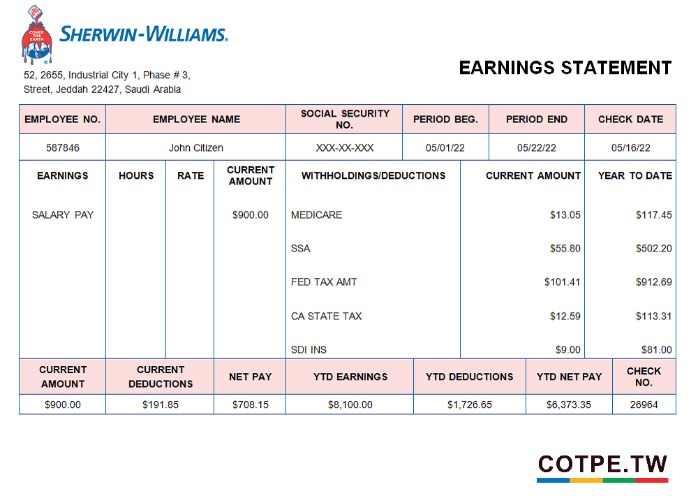 COVER THE EARTH
SHERWIN-WILLIAMS.
52, 2655, Industrial City 1, Phase # 3,
Street, Jeddah 22427, Saudi Arabia
EARNINGS STATEMENT
EMPLOYEE NO. EMPLOYEE NAME SOCIAL SECURITY NO. PERIOD BEG. PERIOD END CHECK DATE
587846 John Citizen XXX-XX-XXX 05/01/22 05/22/22 05/16/22
EARNINGS HOURS RATE CURRENT AMOUNT WITHHOLDINGS/DEDUCTIONS CURRENT AMOUNT YEAR TO DATE
SALARY PAY $900.00 MEDICARE $13.05 $117.45
SSA $55.80 $502.20
FED TAX AMT $101.41 $912.69
CA STATE TAX $12.59 $113.31
SDI INS $9.00 $81.00
CURRENT AMOUNT CURRENT DEDUCTIONS NET PAY YTD EARNINGS YTD DEDUCTIONS YTD NET PAY CHECK NO.
$900.00 $191.85 $708.15 $8,100.00 $1,726.65 $6,373.35 26964
COTPE.TW